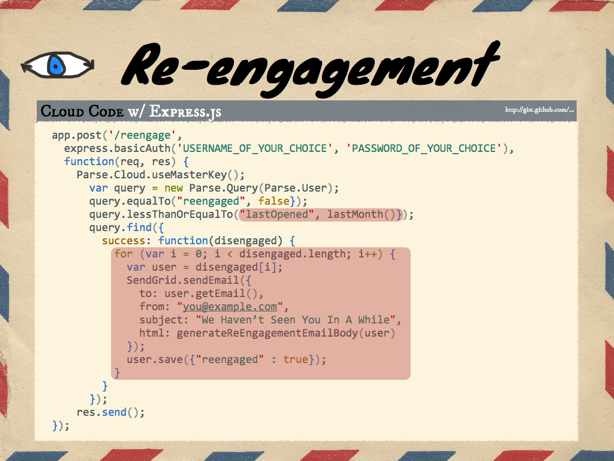 Re-engagement
Cloud Code w/ Express.js
http://gist.github.com/...
app.post('/reengage',
express.basicAuth('USERNAME_OF_YOUR_CHOICE', 'PASSWORD_OF_YOUR_CHOICE'),
function(req, res) {
Parse.Cloud.useMasterKey();
var query = new Parse.Query(Parse.User);
query.equalTo("reengaged", false});
query.lessThanOrEqualTo("lastOpened", lastMonth()});
query.find({
success: function(disengaged) {
for (var i = 0; i < disengaged.length; i++) {
var user = disengaged[i];
SendGrid.sendEmail({
to: user.getEmail(),
from: "you@example.com",
subject: "We Haven’t Seen You In A While",
html: generateReEngagementEmailBody(user)
});
user.save({"reengaged" : true});
}
}
});
res.send();
});